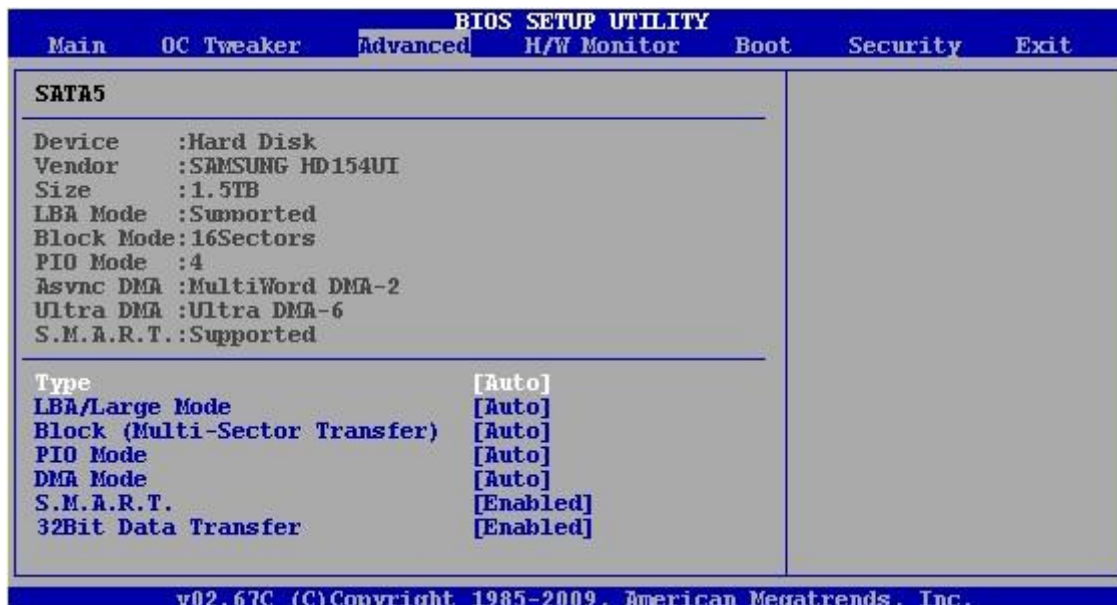 BIOS SETUP UTILITY
Main OC Tweaker Advanced H/W Monitor Boot Security Exit
SATA5
Device :Hard Disk
Vendor :SAMSUNG HD154UI
Size :1.5TB
LBA Mode :Supported
Block Mode:16Sectors
PIO Mode :4
Async DMA :MultiWord DMA-2
Ultra DMA :Ultra DMA-6
S.M.A.R.T.:Supported
Type [Auto]
LBA/Large Mode [Auto]
Block (Multi-Sector Transfer) [Auto]
PIO Mode [Auto]
DMA Mode [Auto]
S.M.A.R.T. [Enabled]
32Bit Data Transfer [Enabled]
v02.67C (C)Copyright 1985-2009, American Megatrends, Inc.